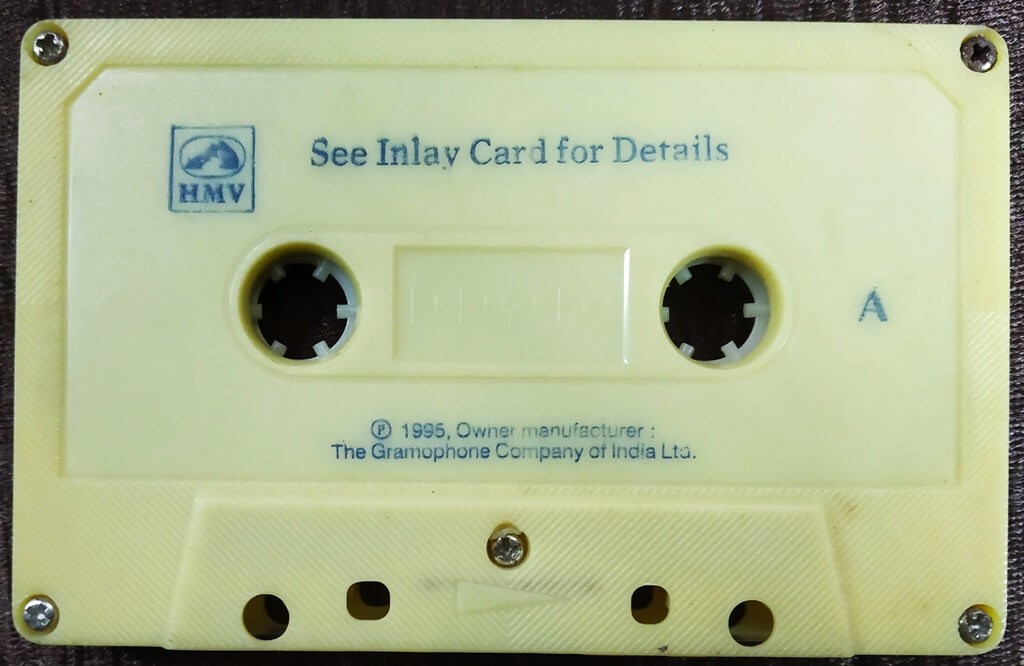 HMV
See Inlay Card for Details
A
℗ 1995, Owner manufacturer :
The Gramophone Company of India Ltd.